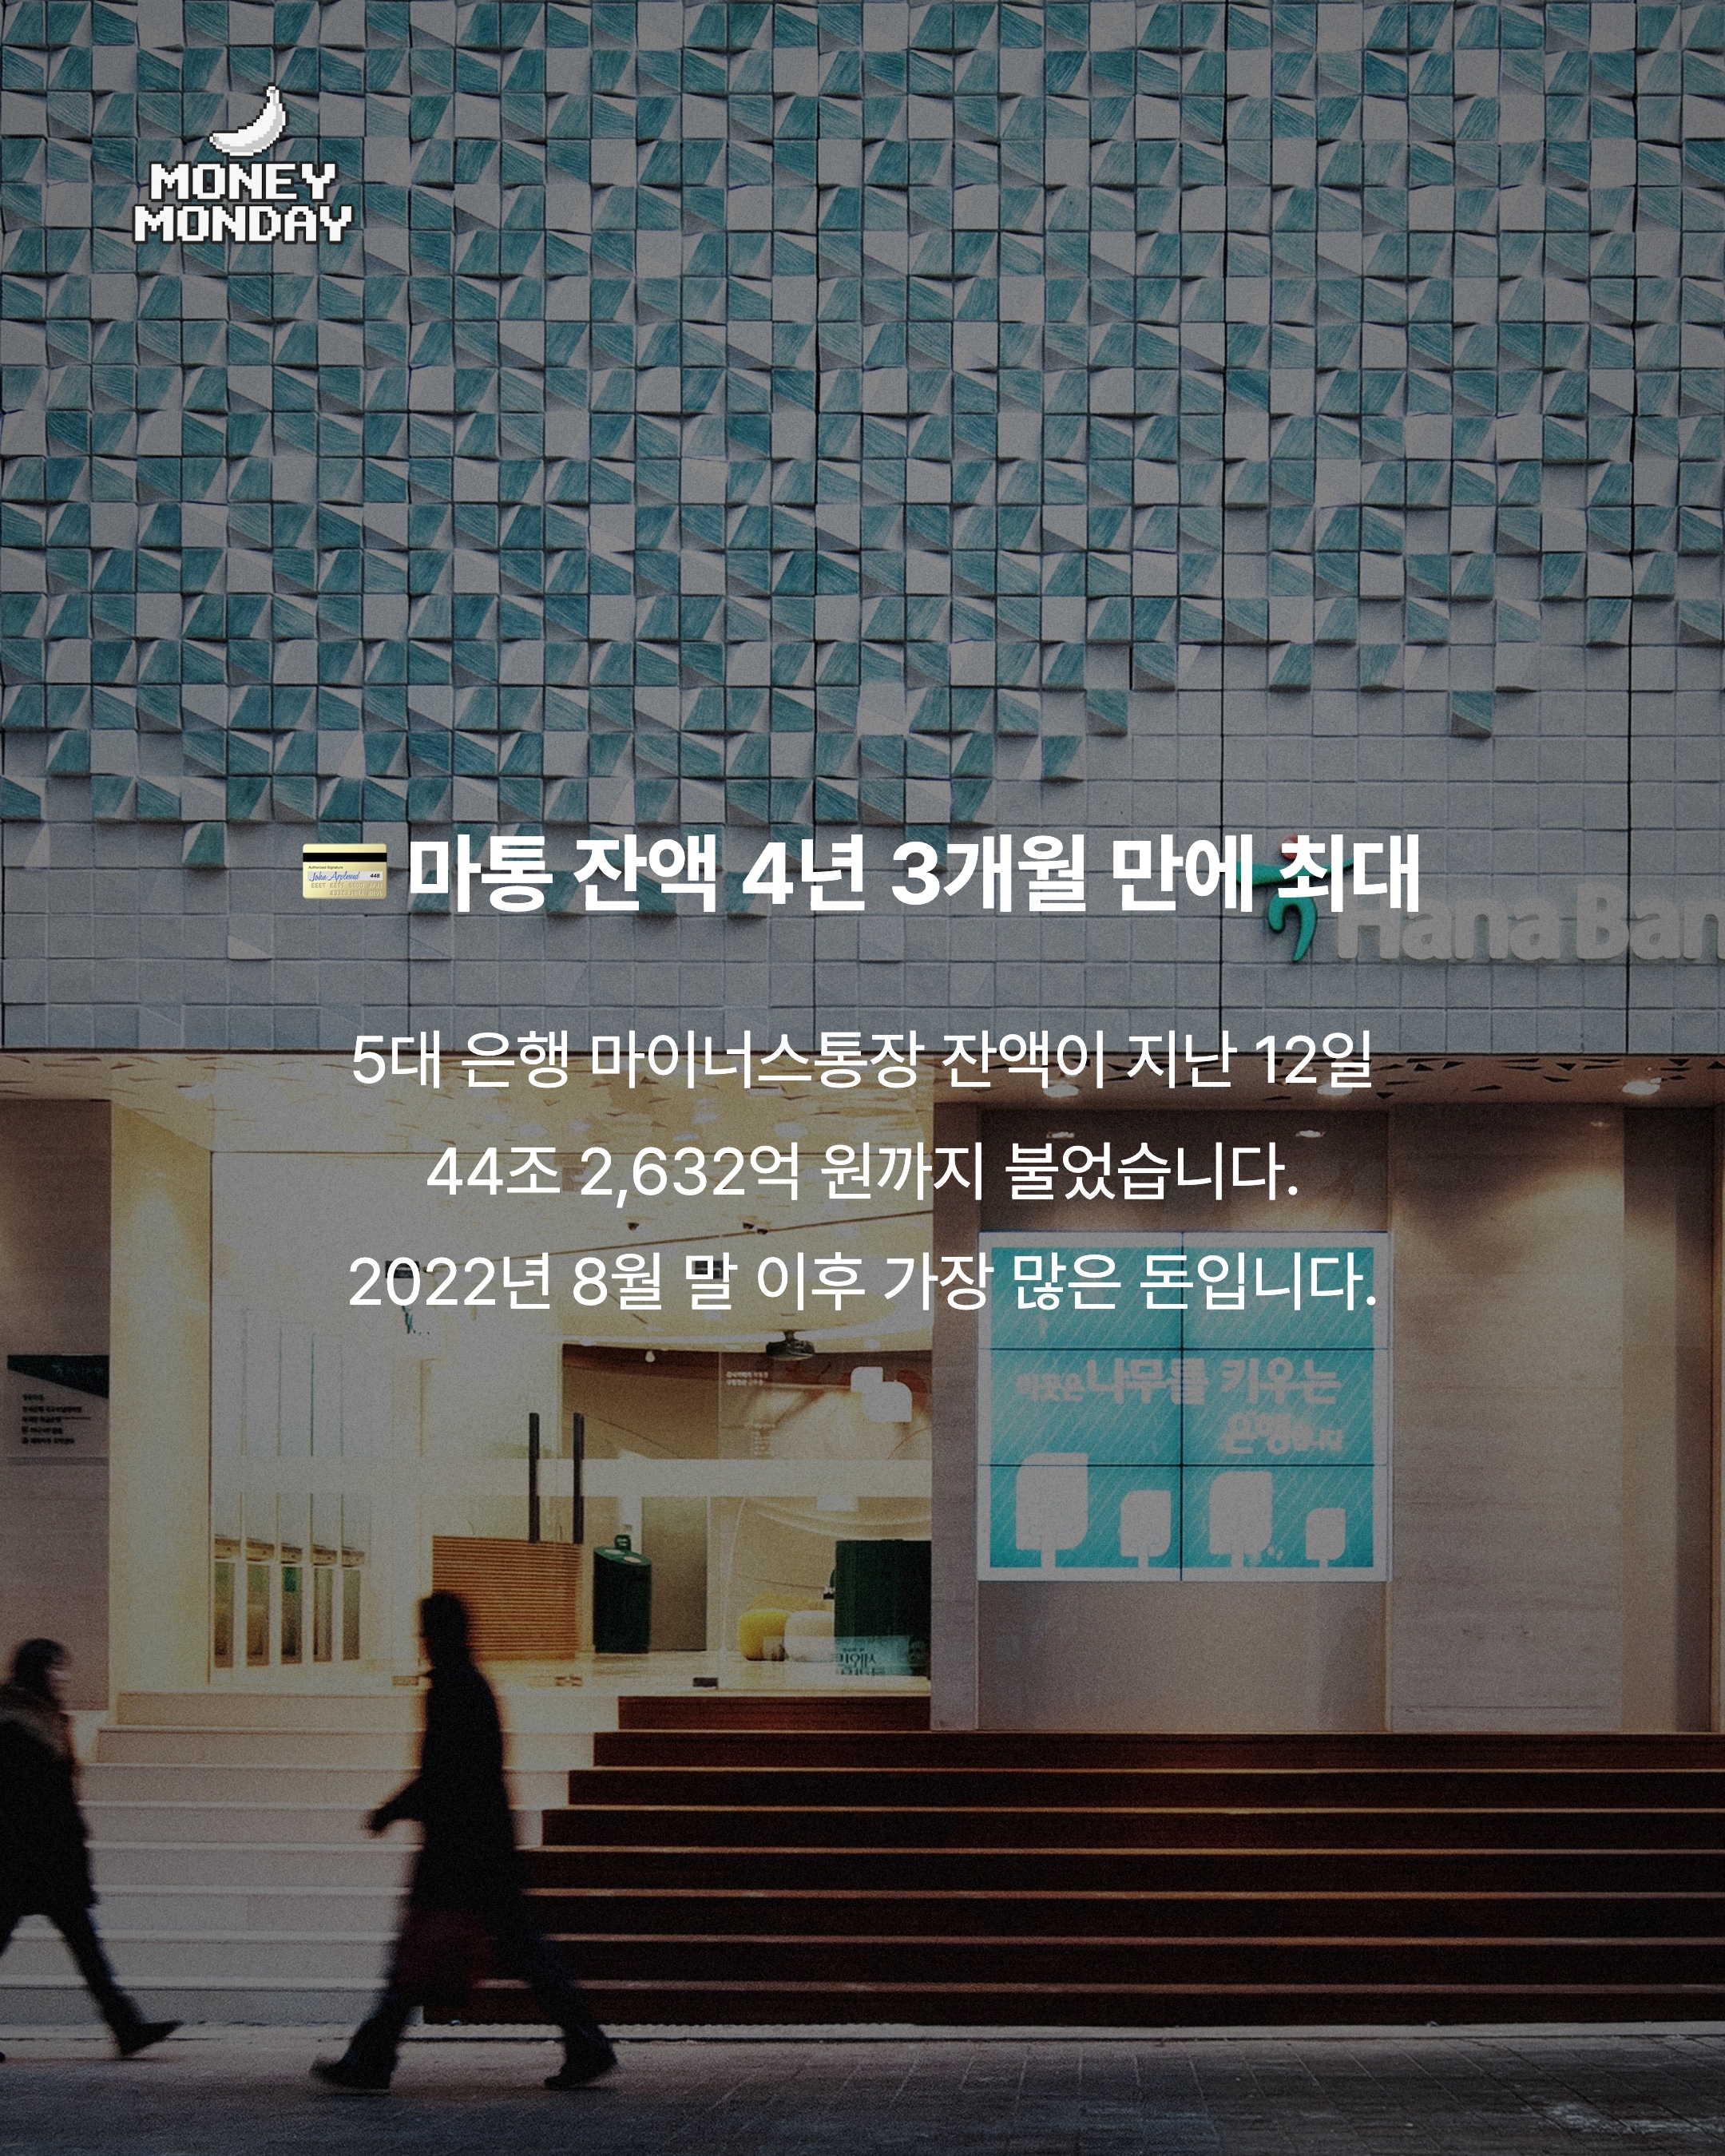 MONEY
MONDAY
💳 마통 잔액 4년 3개월 만에 최대
Hana Ban
5대 은행 마이너스통장 잔액이 지난 12일
44조 2,632억 원까지 불었습니다.
2022년 8월 말 이후 가장 많은 돈입니다.
나무를 키우는
은행